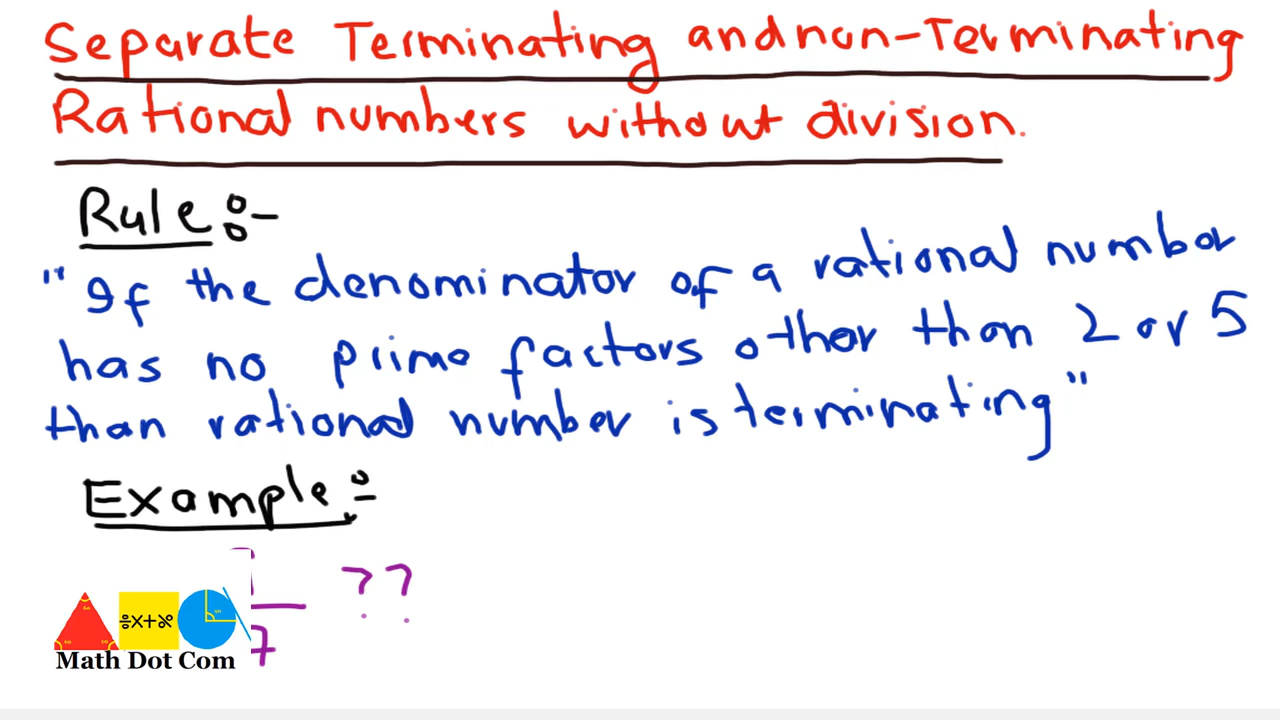 Separate Terminating and non-Terminating
Rational numbers without division.
Rule :-
"If the denominator of a rational number
has no prime factors other than 2 or 5
than rational number is terminating"
Example :-
7 ??
÷×+%
Math Dot Com